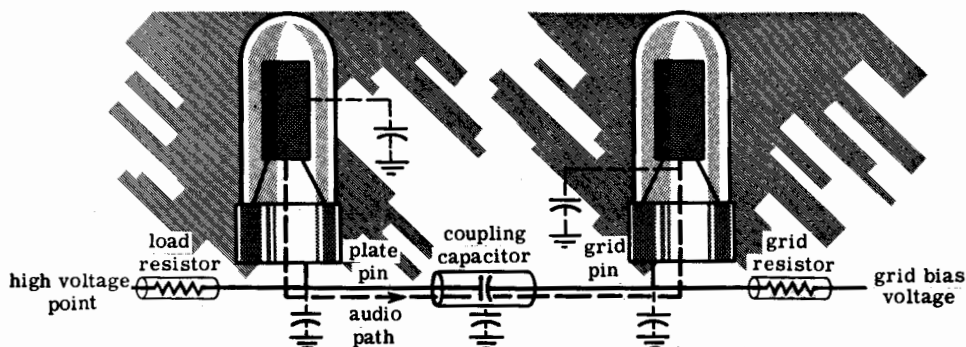 load
resistor
plate
pin
coupling
capacitor
grid
pin
grid
resistor
high voltage
point
audio
path
grid bias
voltage